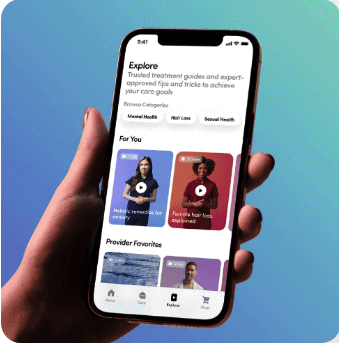 5:41
Explore
Trusted treatment guides and expert-
approved tips and tricks to achieve
your care goals
Browse Categories
Mental Health Hair Loss Sexual Health
For You
Holistic remedies for
anxiety
Female hair loss,
explained
Provider Favorites
Home Care Explore Shop